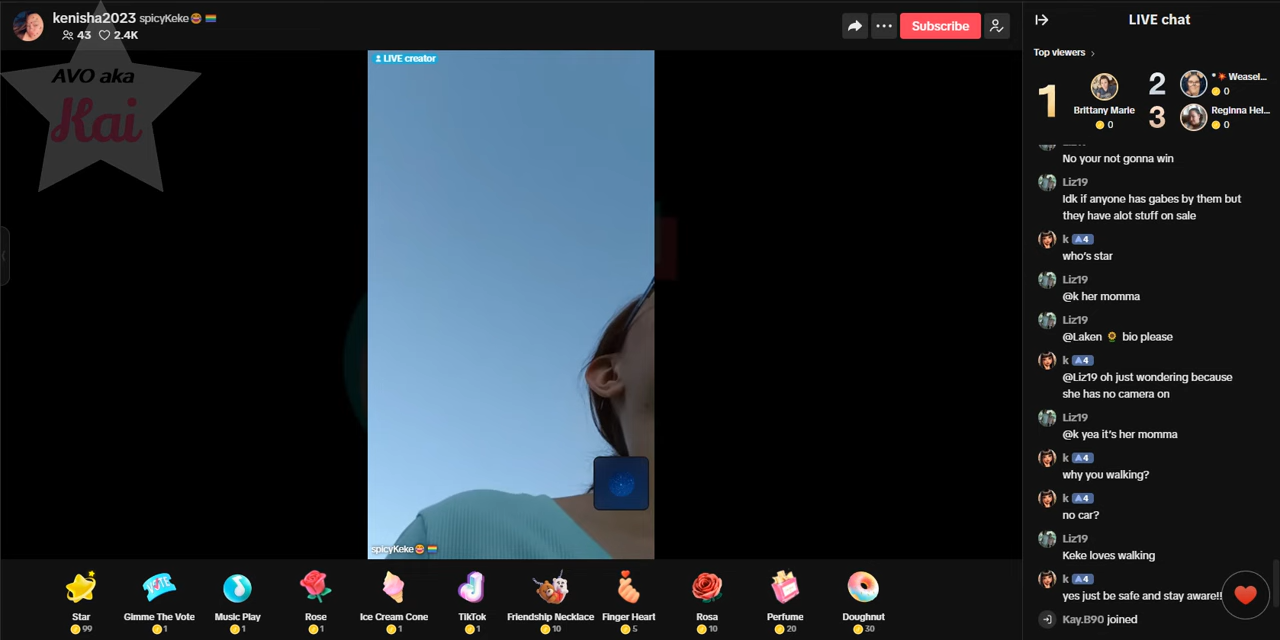 kenisha2023 spicyKeke
43 2.4K
AVO aka
Kai
Subscribe
LIVE creator
spicyKeke
LIVE chat
Top viewers
1
Brittany Marie
0
2
Weasel...
0
3
Reginna Hel...
0
No your not gonna win
Liz19
Idk if anyone has gabes by them but
they have alot stuff on sale
k 4
who's star
Liz19
@k her momma
Liz19
@Laken 🌻 bio please
k 4
@Liz19 oh just wondering because
she has no camera on
Liz19
@k yea it's her momma
k 4
why you walking?
k 4
no car?
Liz19
Keke loves walking
k 4
yes just be safe and stay aware!!
Kay.B90 joined
Star
99
Gimme The Vote
1
Music Play
1
Rose
1
Ice Cream Cone
1
TikTok
1
Friendship Necklace
10
Finger Heart
5
Rosa
10
Perfume
20
Doughnut
30